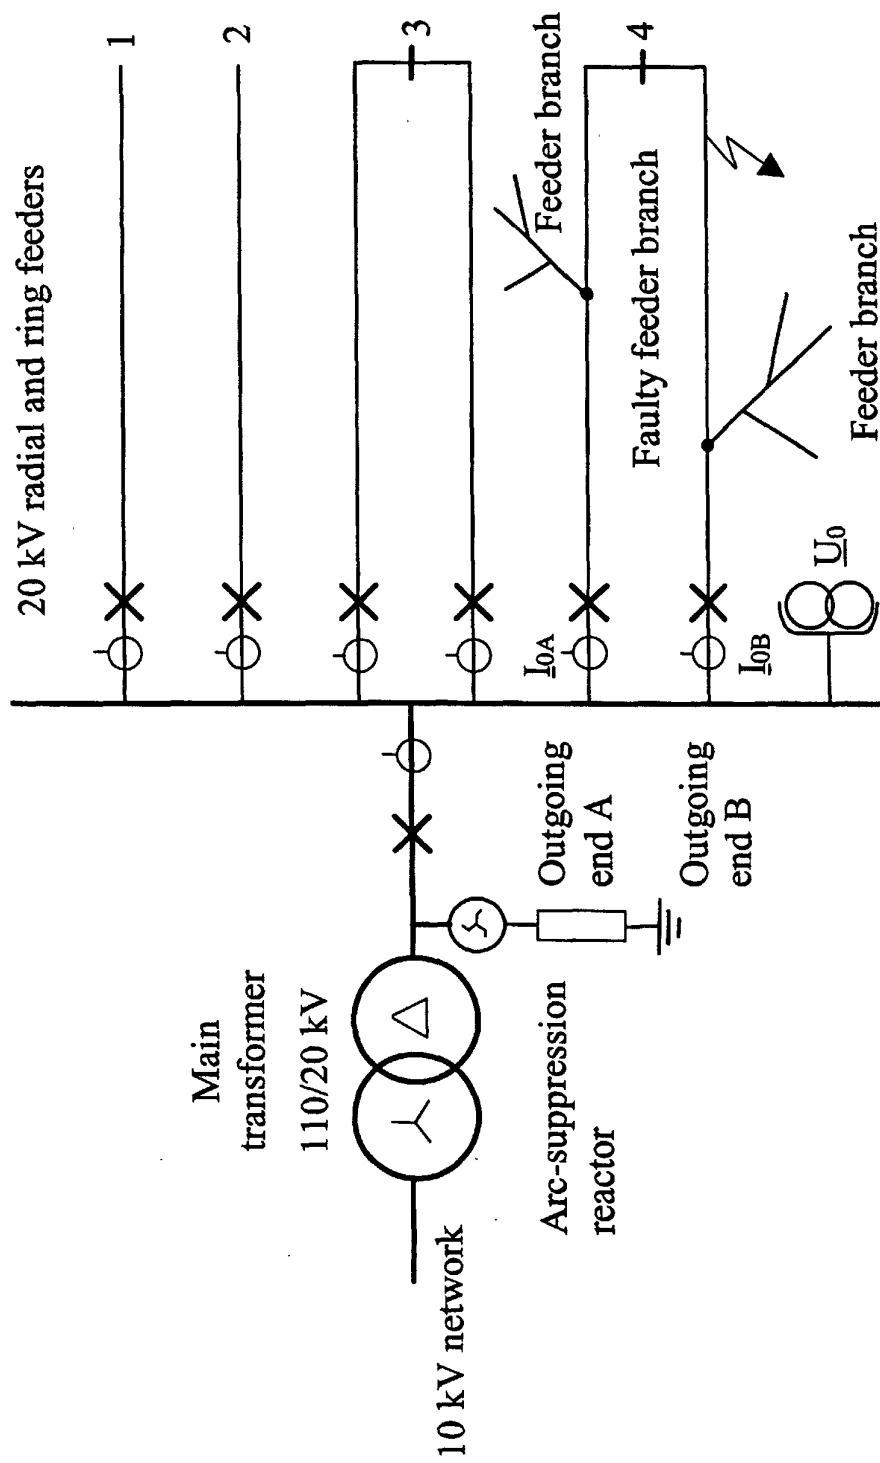 20 kV radial and ring feeders
1
2
3
4
Feeder branch
Faulty feeder branch
Feeder branch
I0A
I0B
U0
Outgoing
end A
Outgoing
end B
Main
transformer
110/20 kV
Arc-suppression
reactor
10 kV network